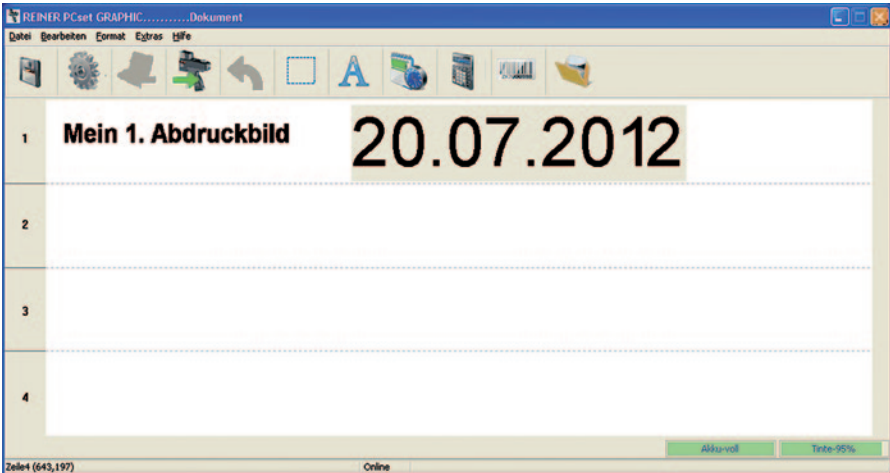 REINER PCset GRAPHIC...........Dokument
Datei Bearbeiten Format Extras Hilfe
A
1 Mein 1. Abdruckbild 20.07.2012
2
3
4
Akku-voll Tinte-95%
Zeile4 (643,197) Online